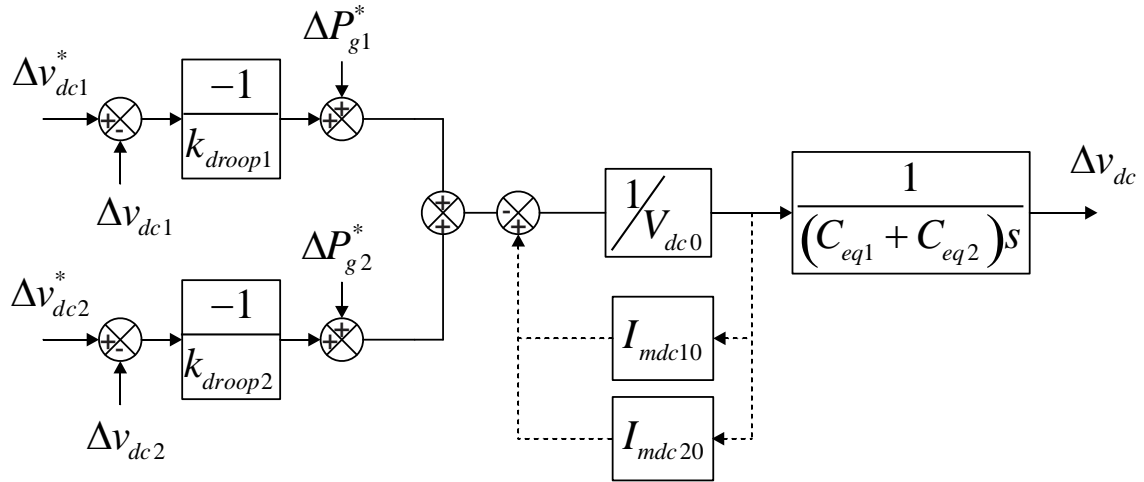 Δv*dc1
+
-
Δvdc1
−1
kdroop1
ΔP*g1
+
+
Δv*dc2
+
-
Δvdc2
−1
kdroop2
ΔP*g2
+
+
+
+
-
1/Vdc0
Imdc10
Imdc20
1
(Ceq1 + Ceq2)s
Δvdc